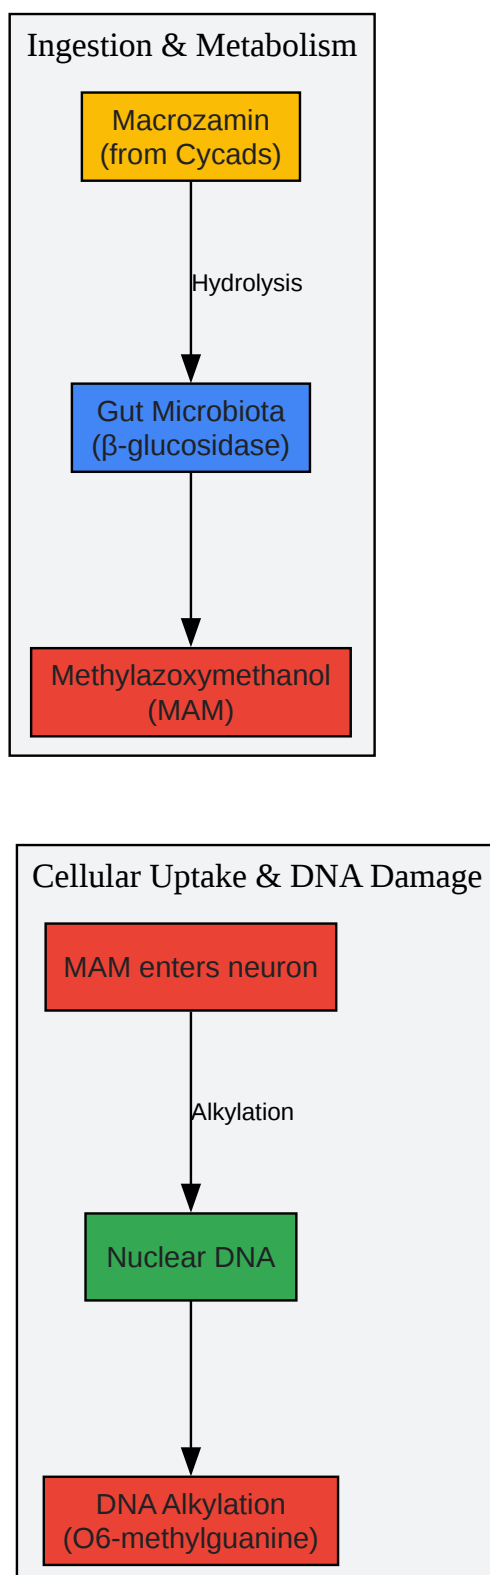 Ingestion & Metabolism
Macrozamin
(from Cycads)
Hydrolysis
Gut Microbiota
(β-glucosidase)
Methylazoxymethanol
(MAM)
Cellular Uptake & DNA Damage
MAM enters neuron
Alkylation
Nuclear DNA
DNA Alkylation
(O6-methylguanine)